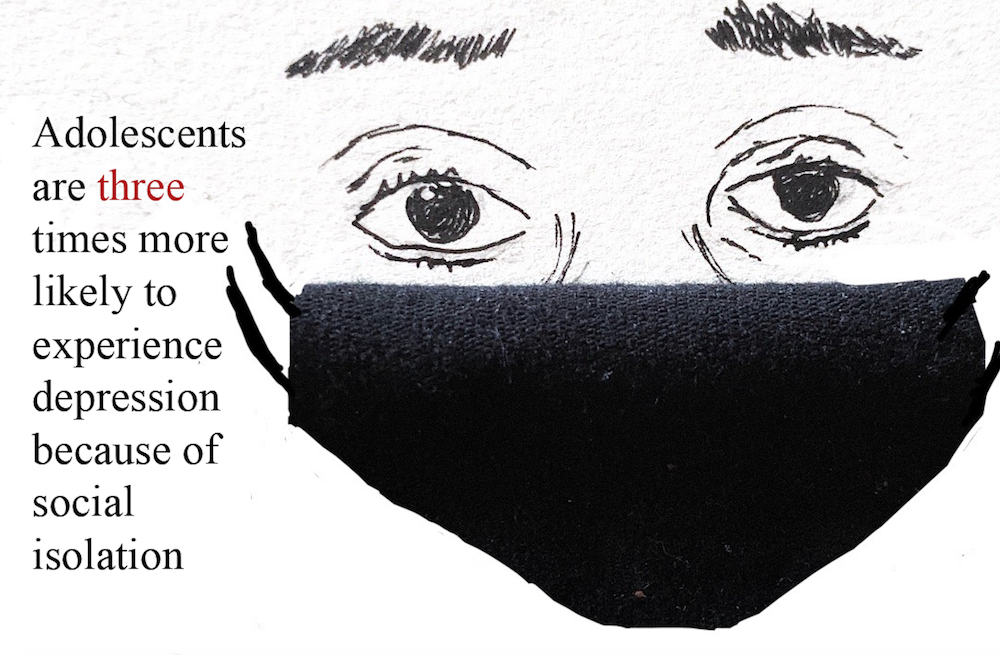 Adolescents
are three
times more
likely to
experience
depression
because of
social
isolation